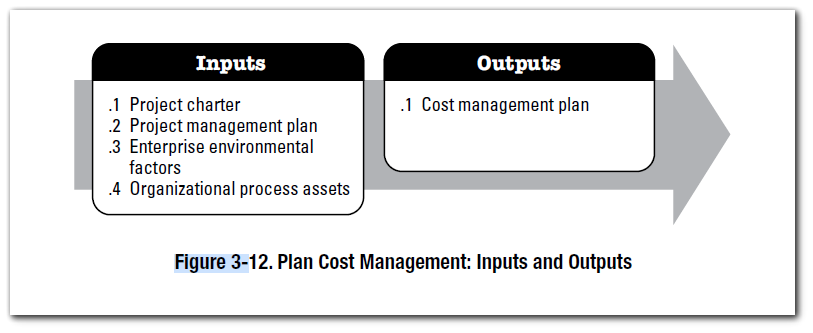 Inputs
.1 Project charter
.2 Project management plan
.3 Enterprise environmental
factors
.4 Organizational process assets
Outputs
.1 Cost management plan
Figure 3-12. Plan Cost Management: Inputs and Outputs